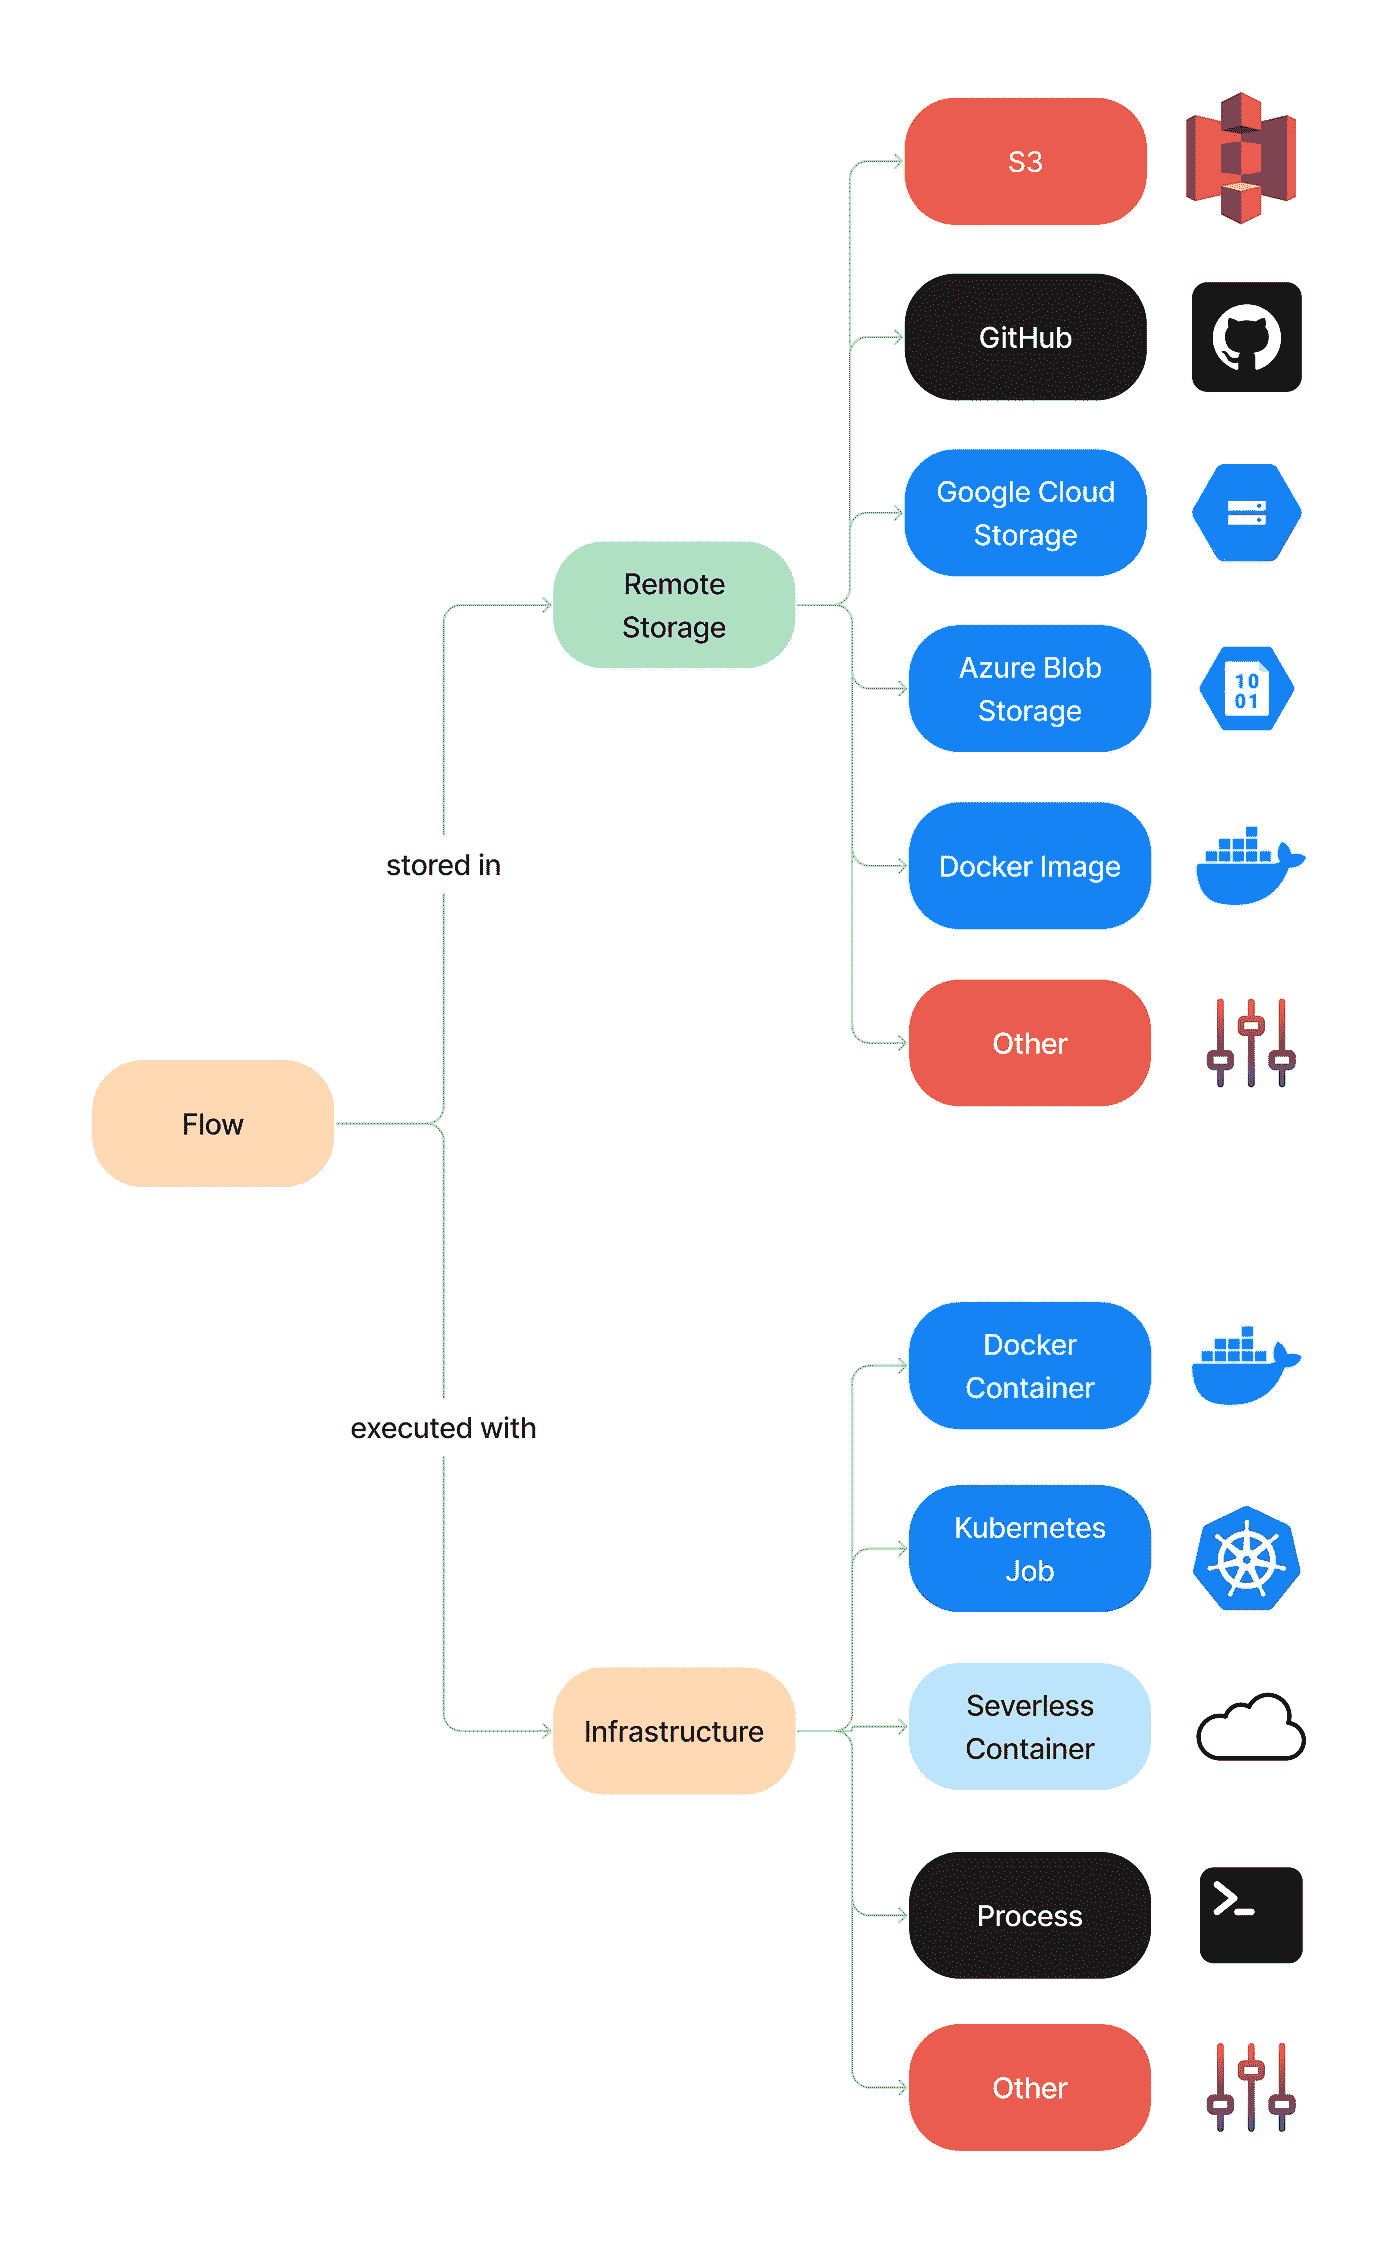 S3
GitHub
Google Cloud
Storage
Remote
Storage
Azure Blob
Storage
10
01
stored in
Docker Image
Other
Flow
Docker
Container
executed with
Kubernetes
Job
Infrastructure
Severless
Container
Process
>_
Other